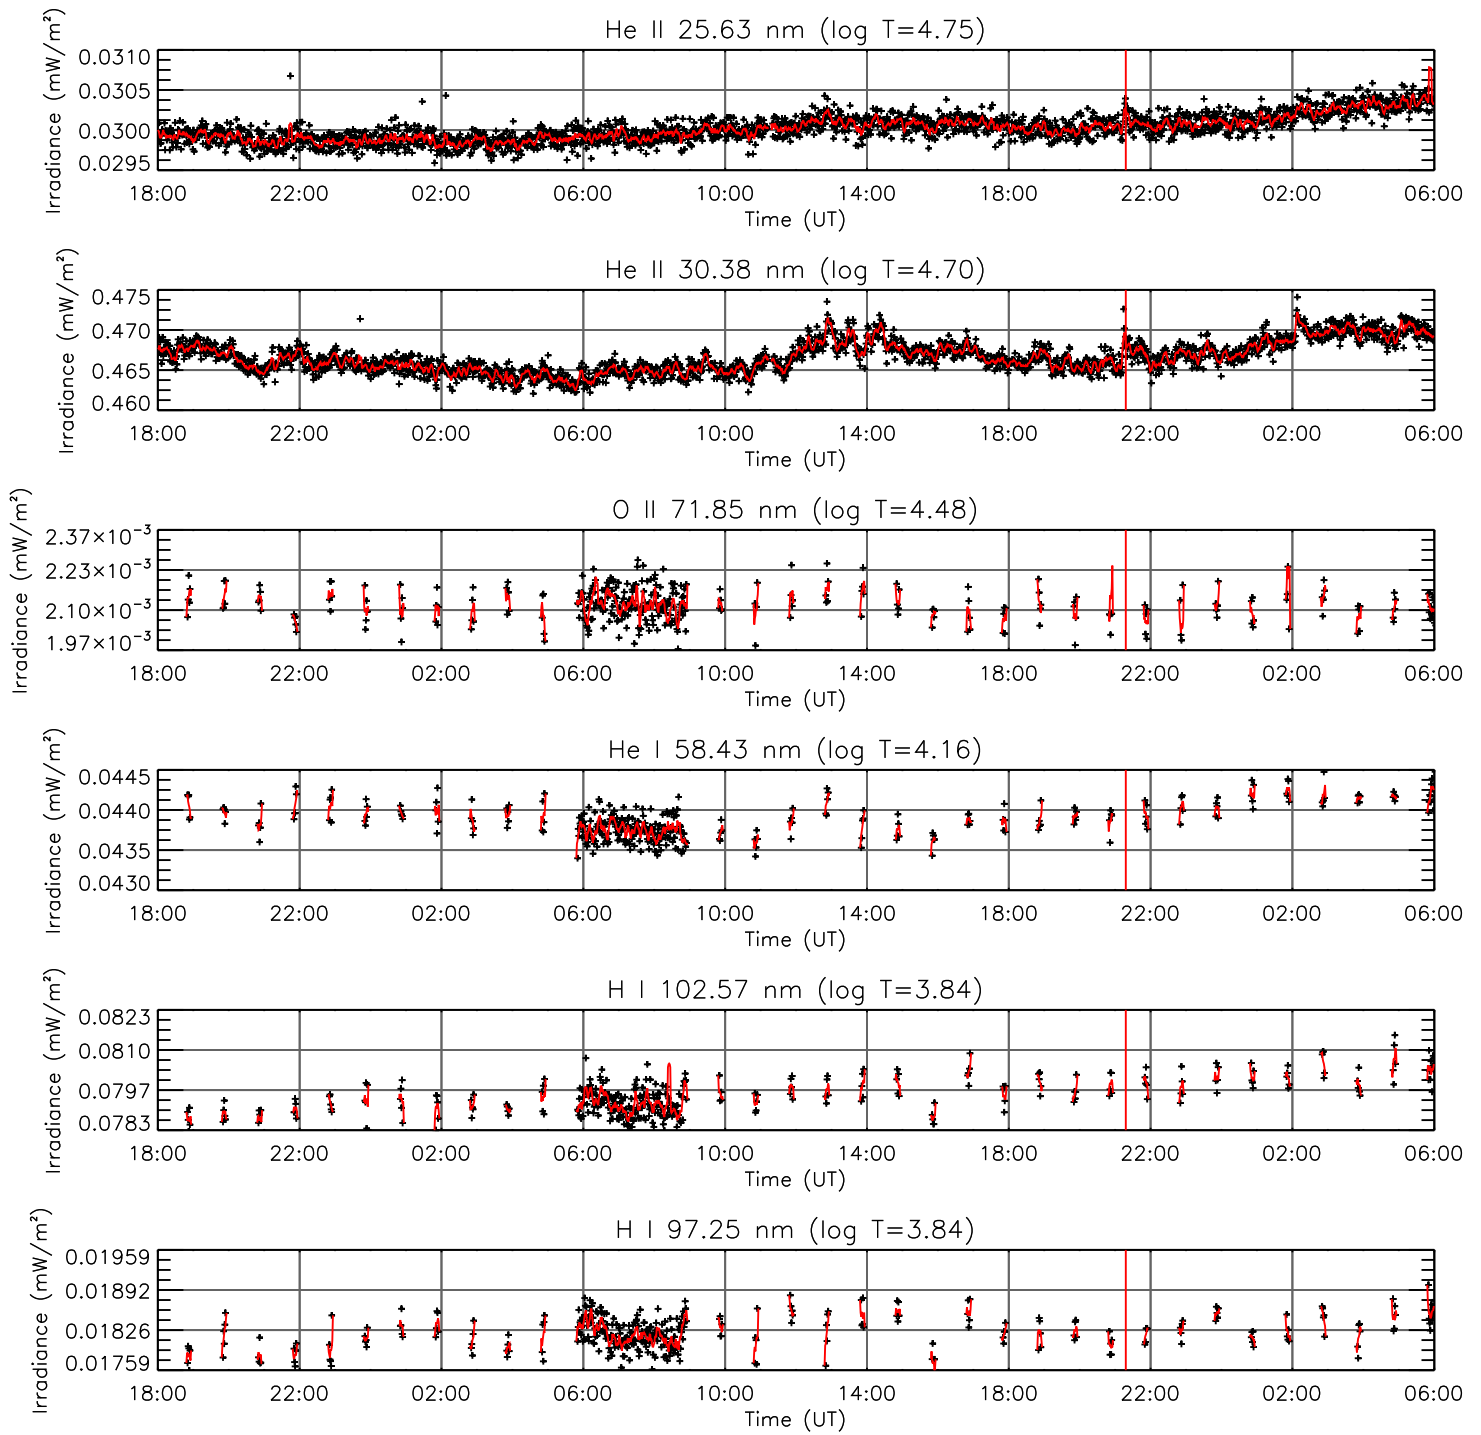 He II 25.63 nm (log T=4.75)
Irradiance (mW/m²)
0.0310
0.0305
0.0300
0.0295
18:00 22:00 02:00 06:00 10:00 14:00 18:00 22:00 02:00 06:00
Time (UT)
He II 30.38 nm (log T=4.70)
Irradiance (mW/m²)
0.475
0.470
0.465
0.460
18:00 22:00 02:00 06:00 10:00 14:00 18:00 22:00 02:00 06:00
Time (UT)
O II 71.85 nm (log T=4.48)
Irradiance (mW/m²)
2.37×10⁻³
2.23×10⁻³
2.10×10⁻³
1.97×10⁻³
18:00 22:00 02:00 06:00 10:00 14:00 18:00 22:00 02:00 06:00
Time (UT)
He I 58.43 nm (log T=4.16)
Irradiance (mW/m²)
0.0445
0.0440
0.0435
0.0430
18:00 22:00 02:00 06:00 10:00 14:00 18:00 22:00 02:00 06:00
Time (UT)
H I 102.57 nm (log T=3.84)
Irradiance (mW/m²)
0.0823
0.0810
0.0797
0.0783
18:00 22:00 02:00 06:00 10:00 14:00 18:00 22:00 02:00 06:00
Time (UT)
H I 97.25 nm (log T=3.84)
Irradiance (mW/m²)
0.01959
0.01892
0.01826
0.01759
18:00 22:00 02:00 06:00 10:00 14:00 18:00 22:00 02:00 06:00
Time (UT)